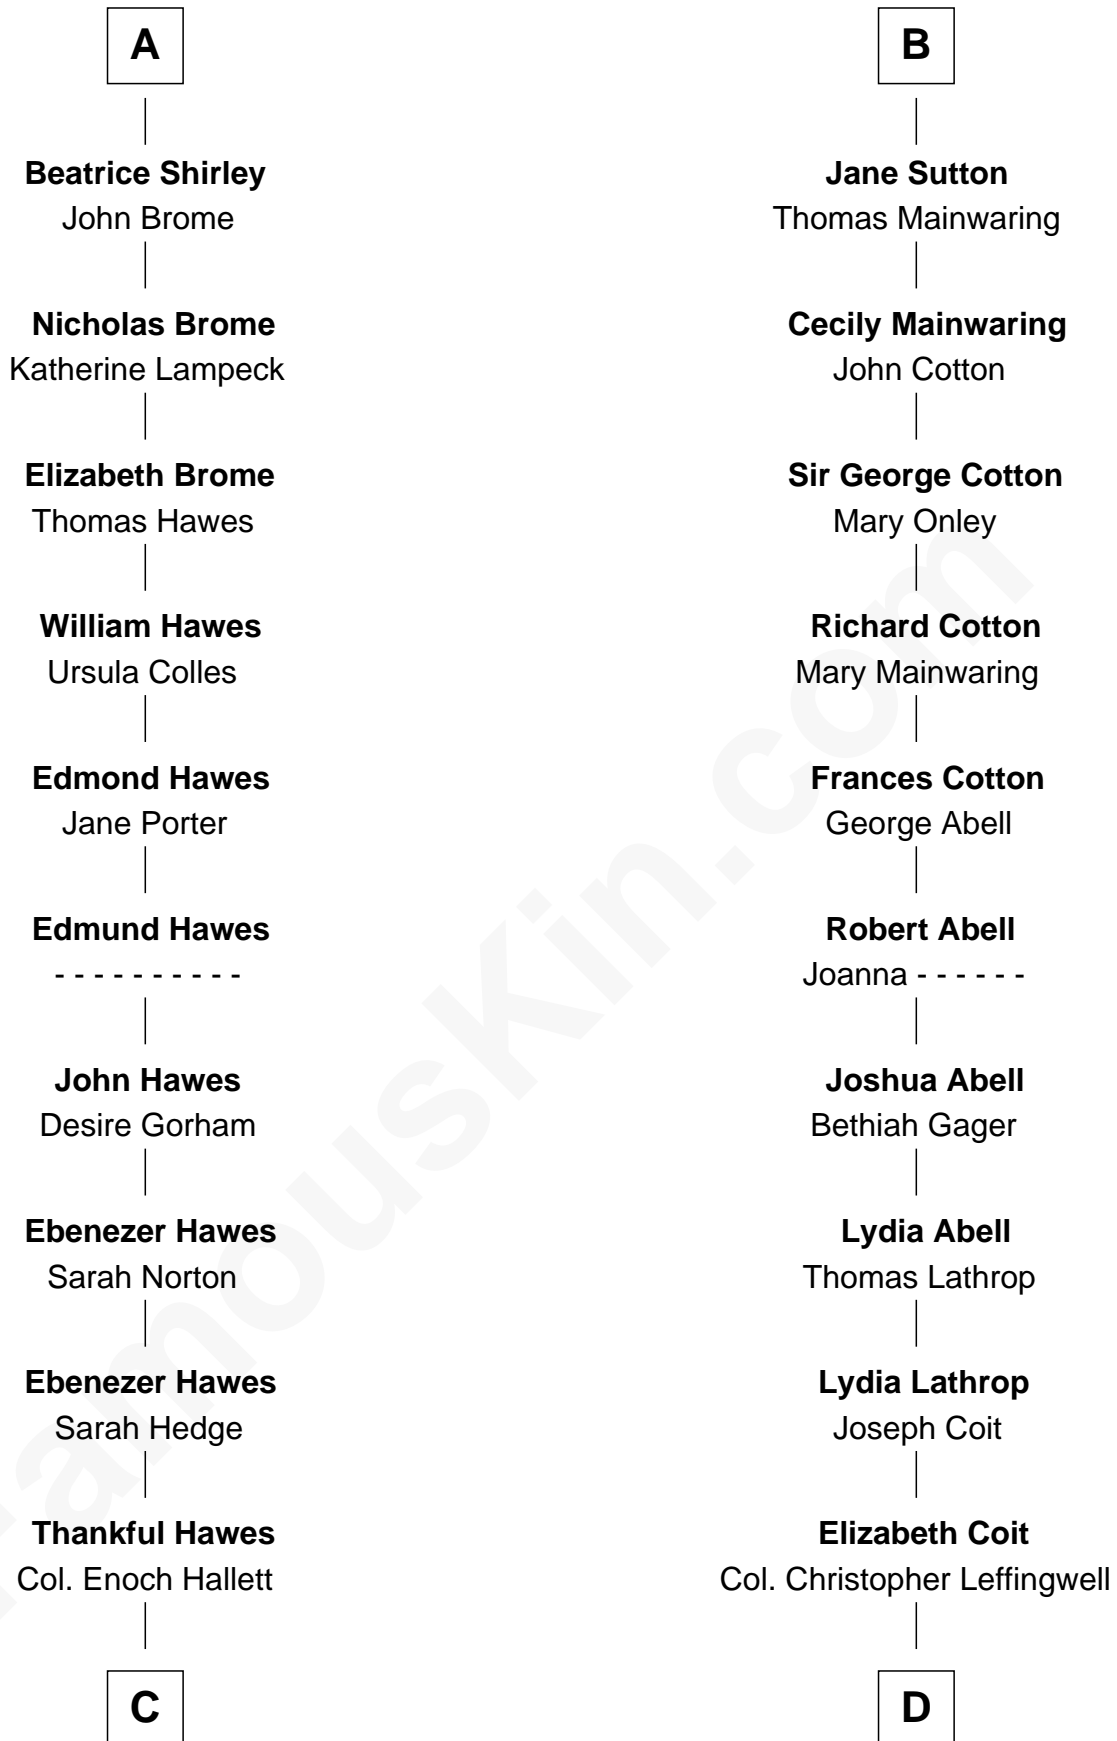 A
Beatrice Shirley
John Brome
Nicholas Brome
Katherine Lampeck
Elizabeth Brome
Thomas Hawes
William Hawes
Ursula Colles
Edmond Hawes
Jane Porter
Edmund Hawes
- - - - - - - - - -
John Hawes
Desire Gorham
Ebenezer Hawes
Sarah Norton
Ebenezer Hawes
Sarah Hedge
Thankful Hawes
Col. Enoch Hallett
C
B
Jane Sutton
Thomas Mainwaring
Cecily Mainwaring
John Cotton
Sir George Cotton
Mary Onley
Richard Cotton
Mary Mainwaring
Frances Cotton
George Abell
Robert Abell
Joanna - - - - - -
Joshua Abell
Bethiah Gager
Lydia Abell
Thomas Lathrop
Lydia Lathrop
Joseph Coit
Elizabeth Coit
Col. Christopher Leffingwell
D
FamousKin.com